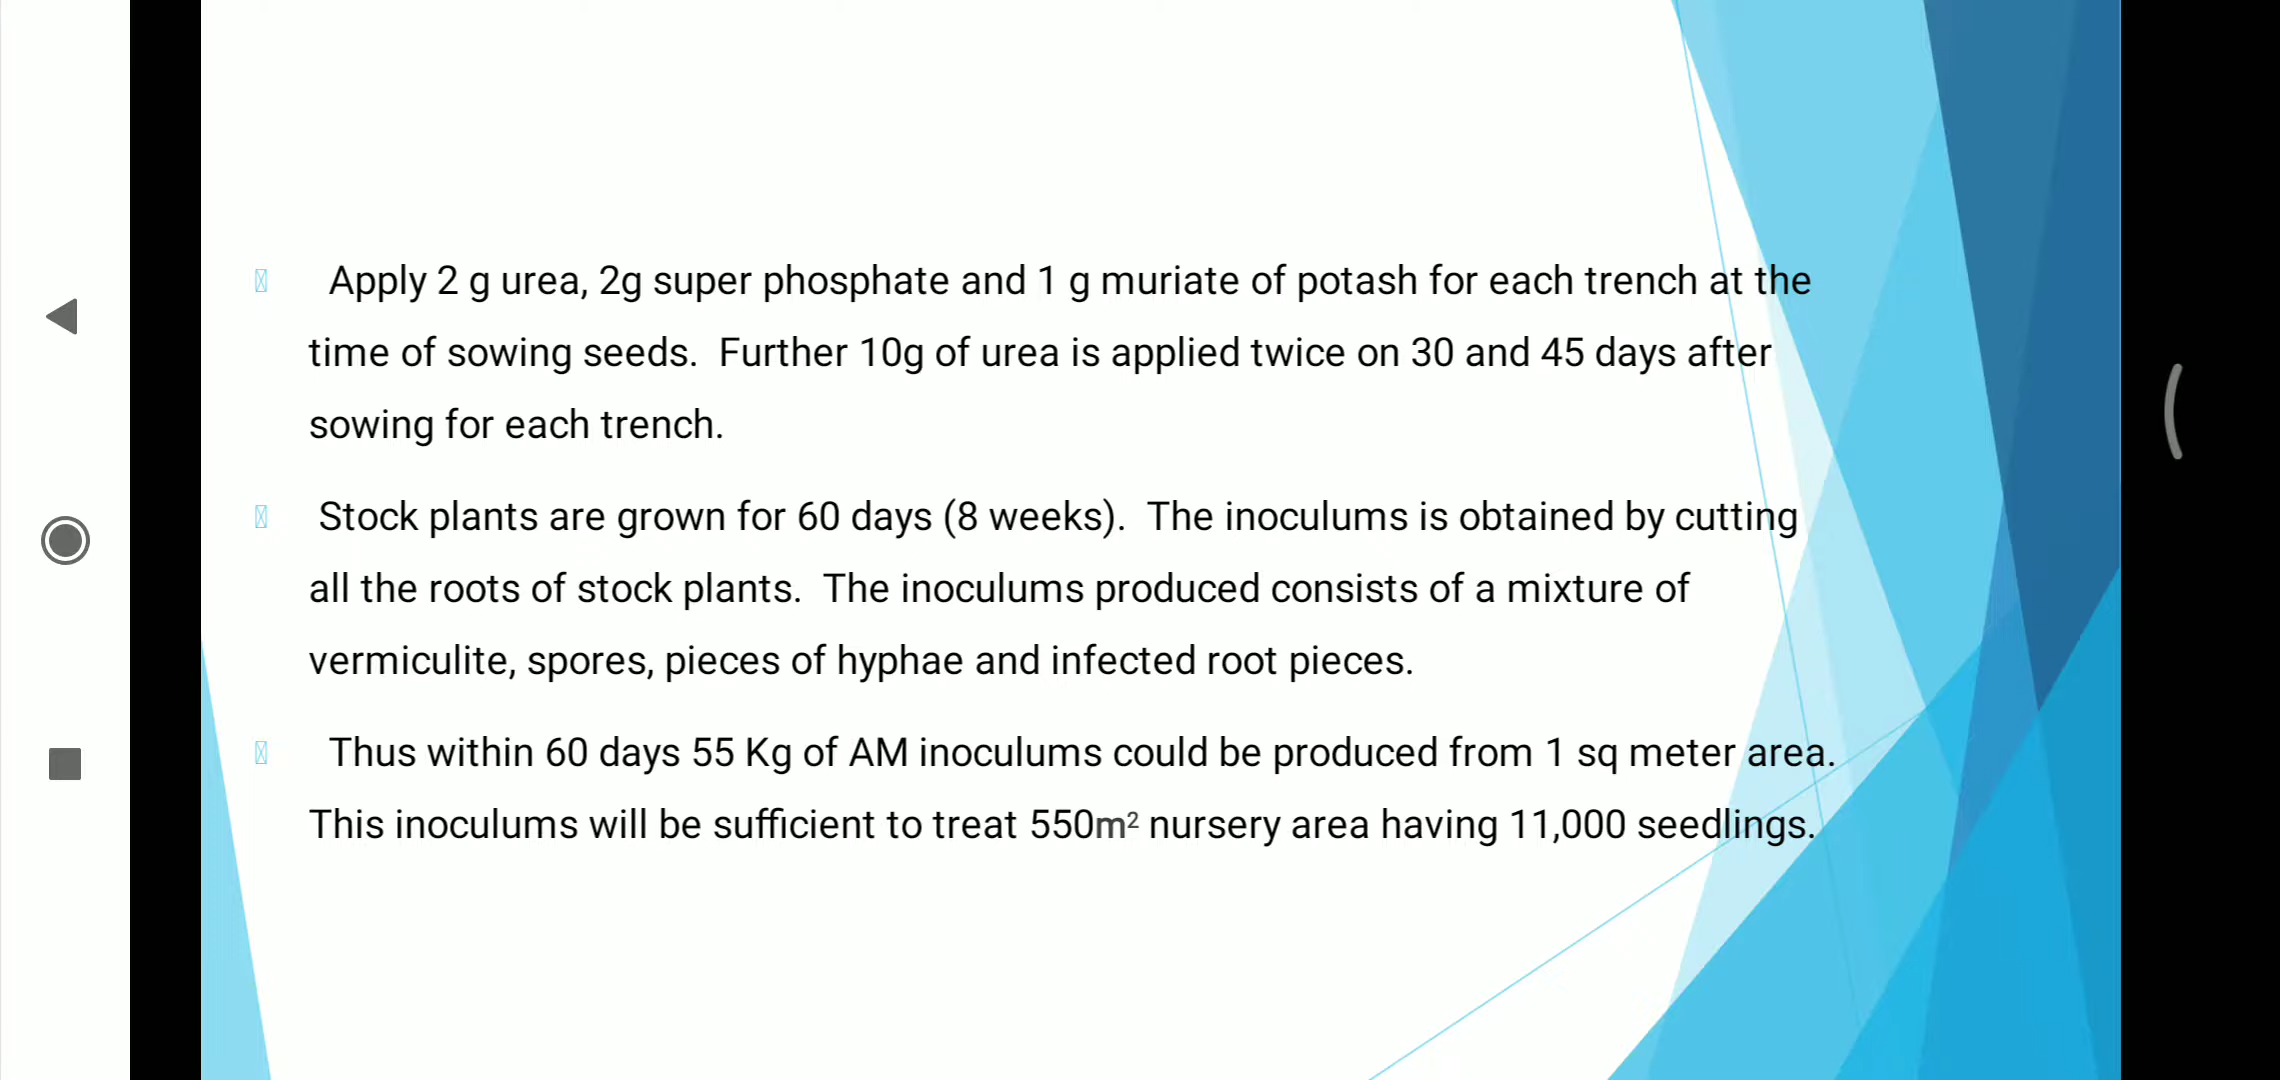 Apply 2 g urea, 2g super phosphate and 1 g muriate of potash for each trench at the
time of sowing seeds.  Further 10g of urea is applied twice on 30 and 45 days after
sowing for each trench.
Stock plants are grown for 60 days (8 weeks).  The inoculums is obtained by cutting
all the roots of stock plants.  The inoculums produced consists of a mixture of
vermiculite, spores, pieces of hyphae and infected root pieces.
Thus within 60 days 55 Kg of AM inoculums could be produced from 1 sq meter area.
This inoculums will be sufficient to treat 550m² nursery area having 11,000 seedlings.